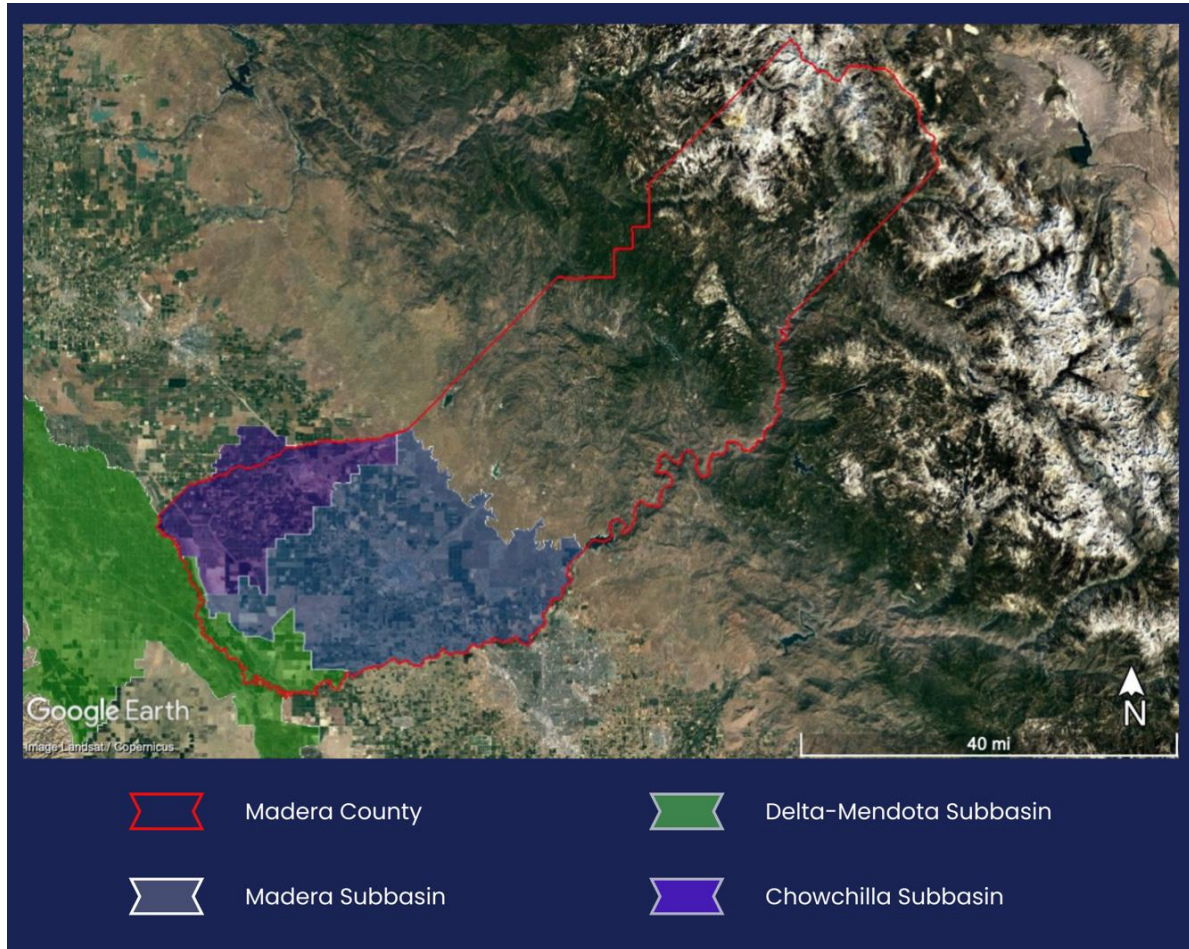 Google Earth
Image Landsat / Copernicus
N
40 mi
Madera County
Delta-Mendota Subbasin
Madera Subbasin
Chowchilla Subbasin